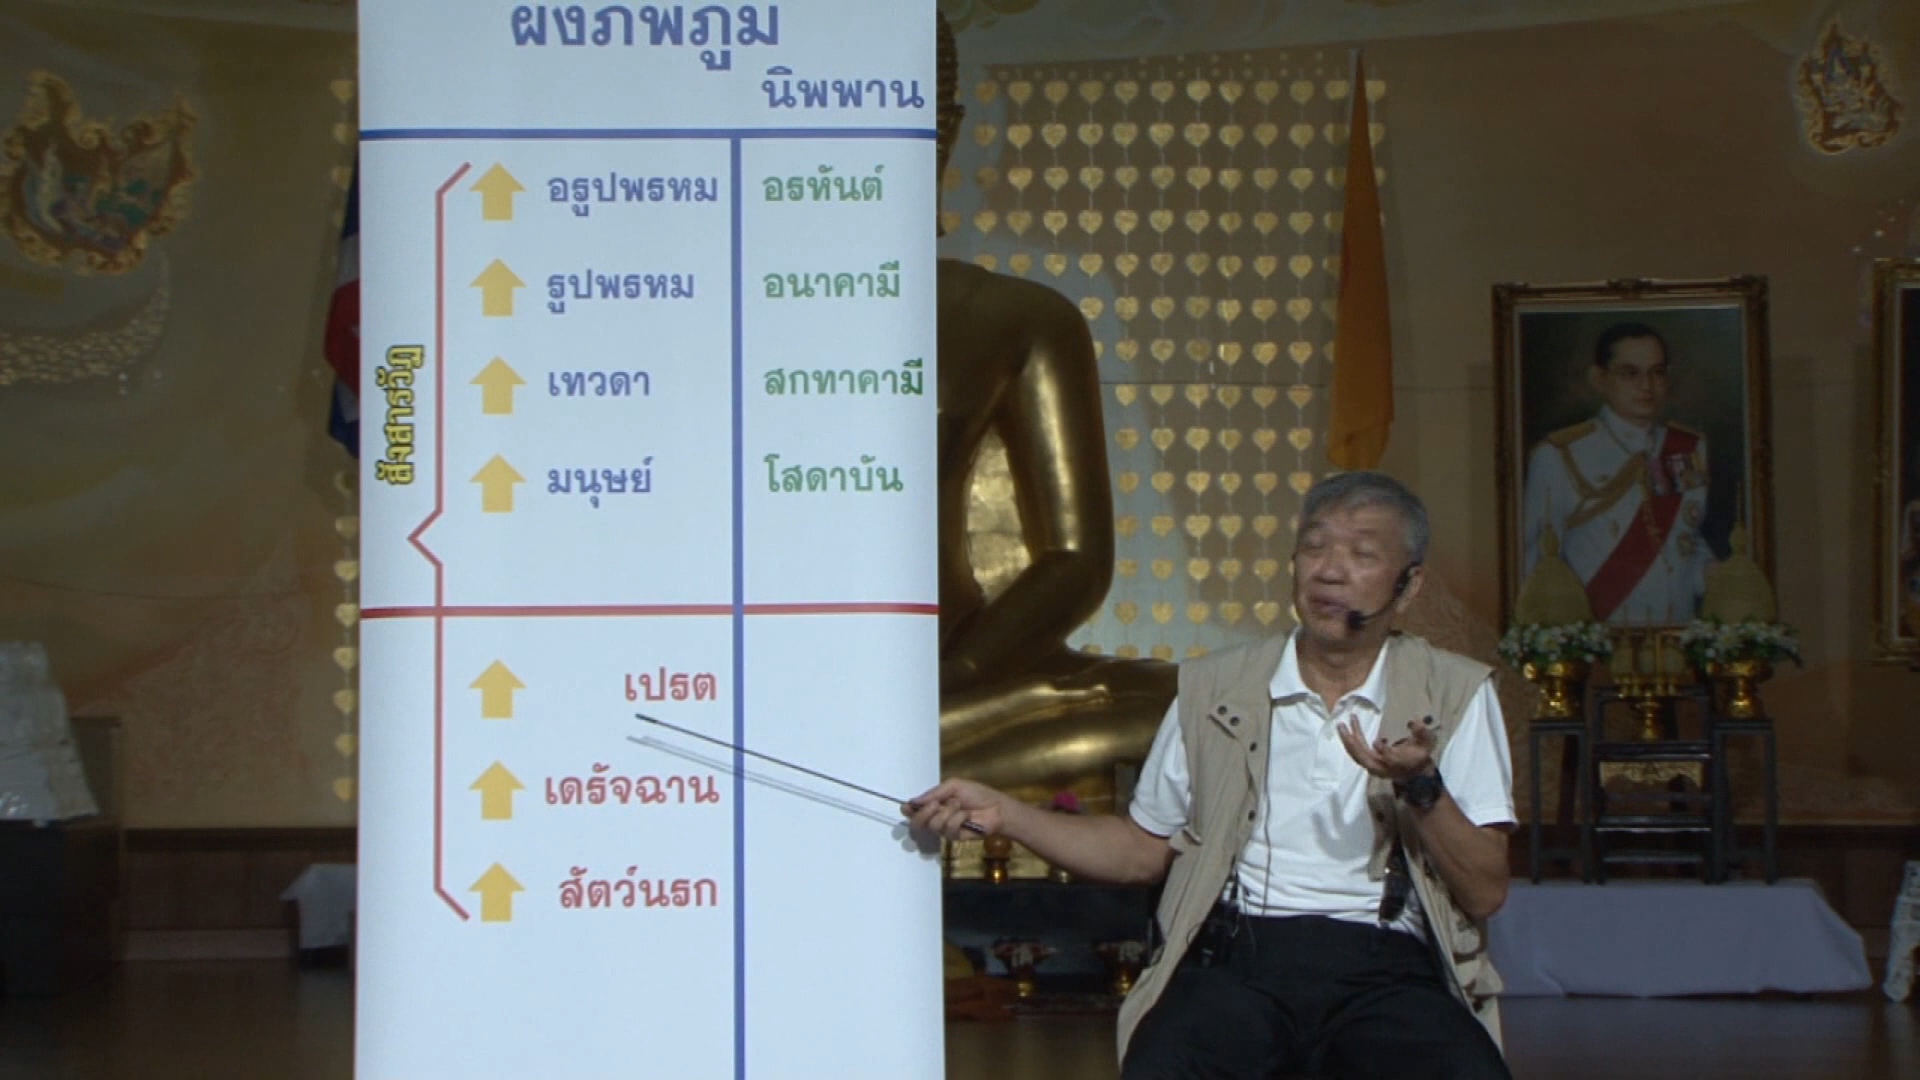 ผังภพภูมิ
นิพพาน
สังสารวัฏ
อรูปพรหม อรหันต์
รูปพรหม อนาคามี
เทวดา สกทาคามี
มนุษย์ โสดาบัน
เปรต
เดรัจฉาน
สัตว์นรก